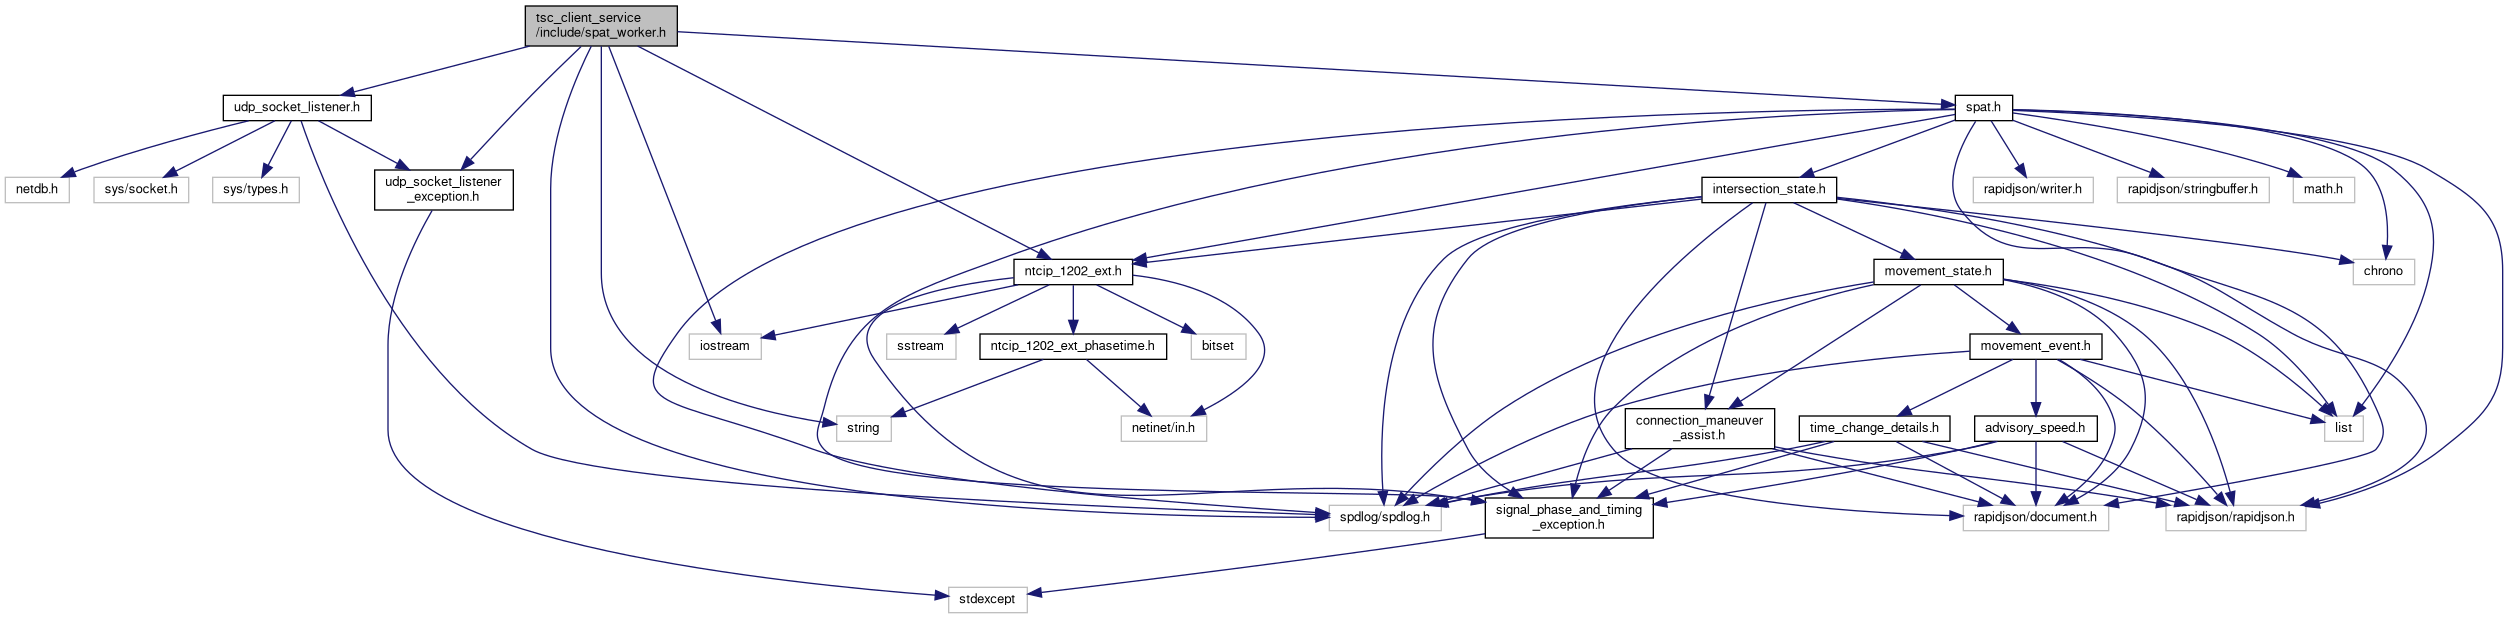 tsc_client_service
/include/spat_worker.h
udp_socket_listener.h
spat.h
netdb.h
sys/socket.h
sys/types.h
udp_socket_listener
_exception.h
intersection_state.h
rapidjson/writer.h
rapidjson/stringbuffer.h
math.h
ntcip_1202_ext.h
movement_state.h
chrono
iostream
sstream
ntcip_1202_ext_phasetime.h
bitset
movement_event.h
string
netinet/in.h
connection_maneuver
_assist.h
time_change_details.h
advisory_speed.h
list
spdlog/spdlog.h
signal_phase_and_timing
_exception.h
rapidjson/document.h
rapidjson/rapidjson.h
stdexcept